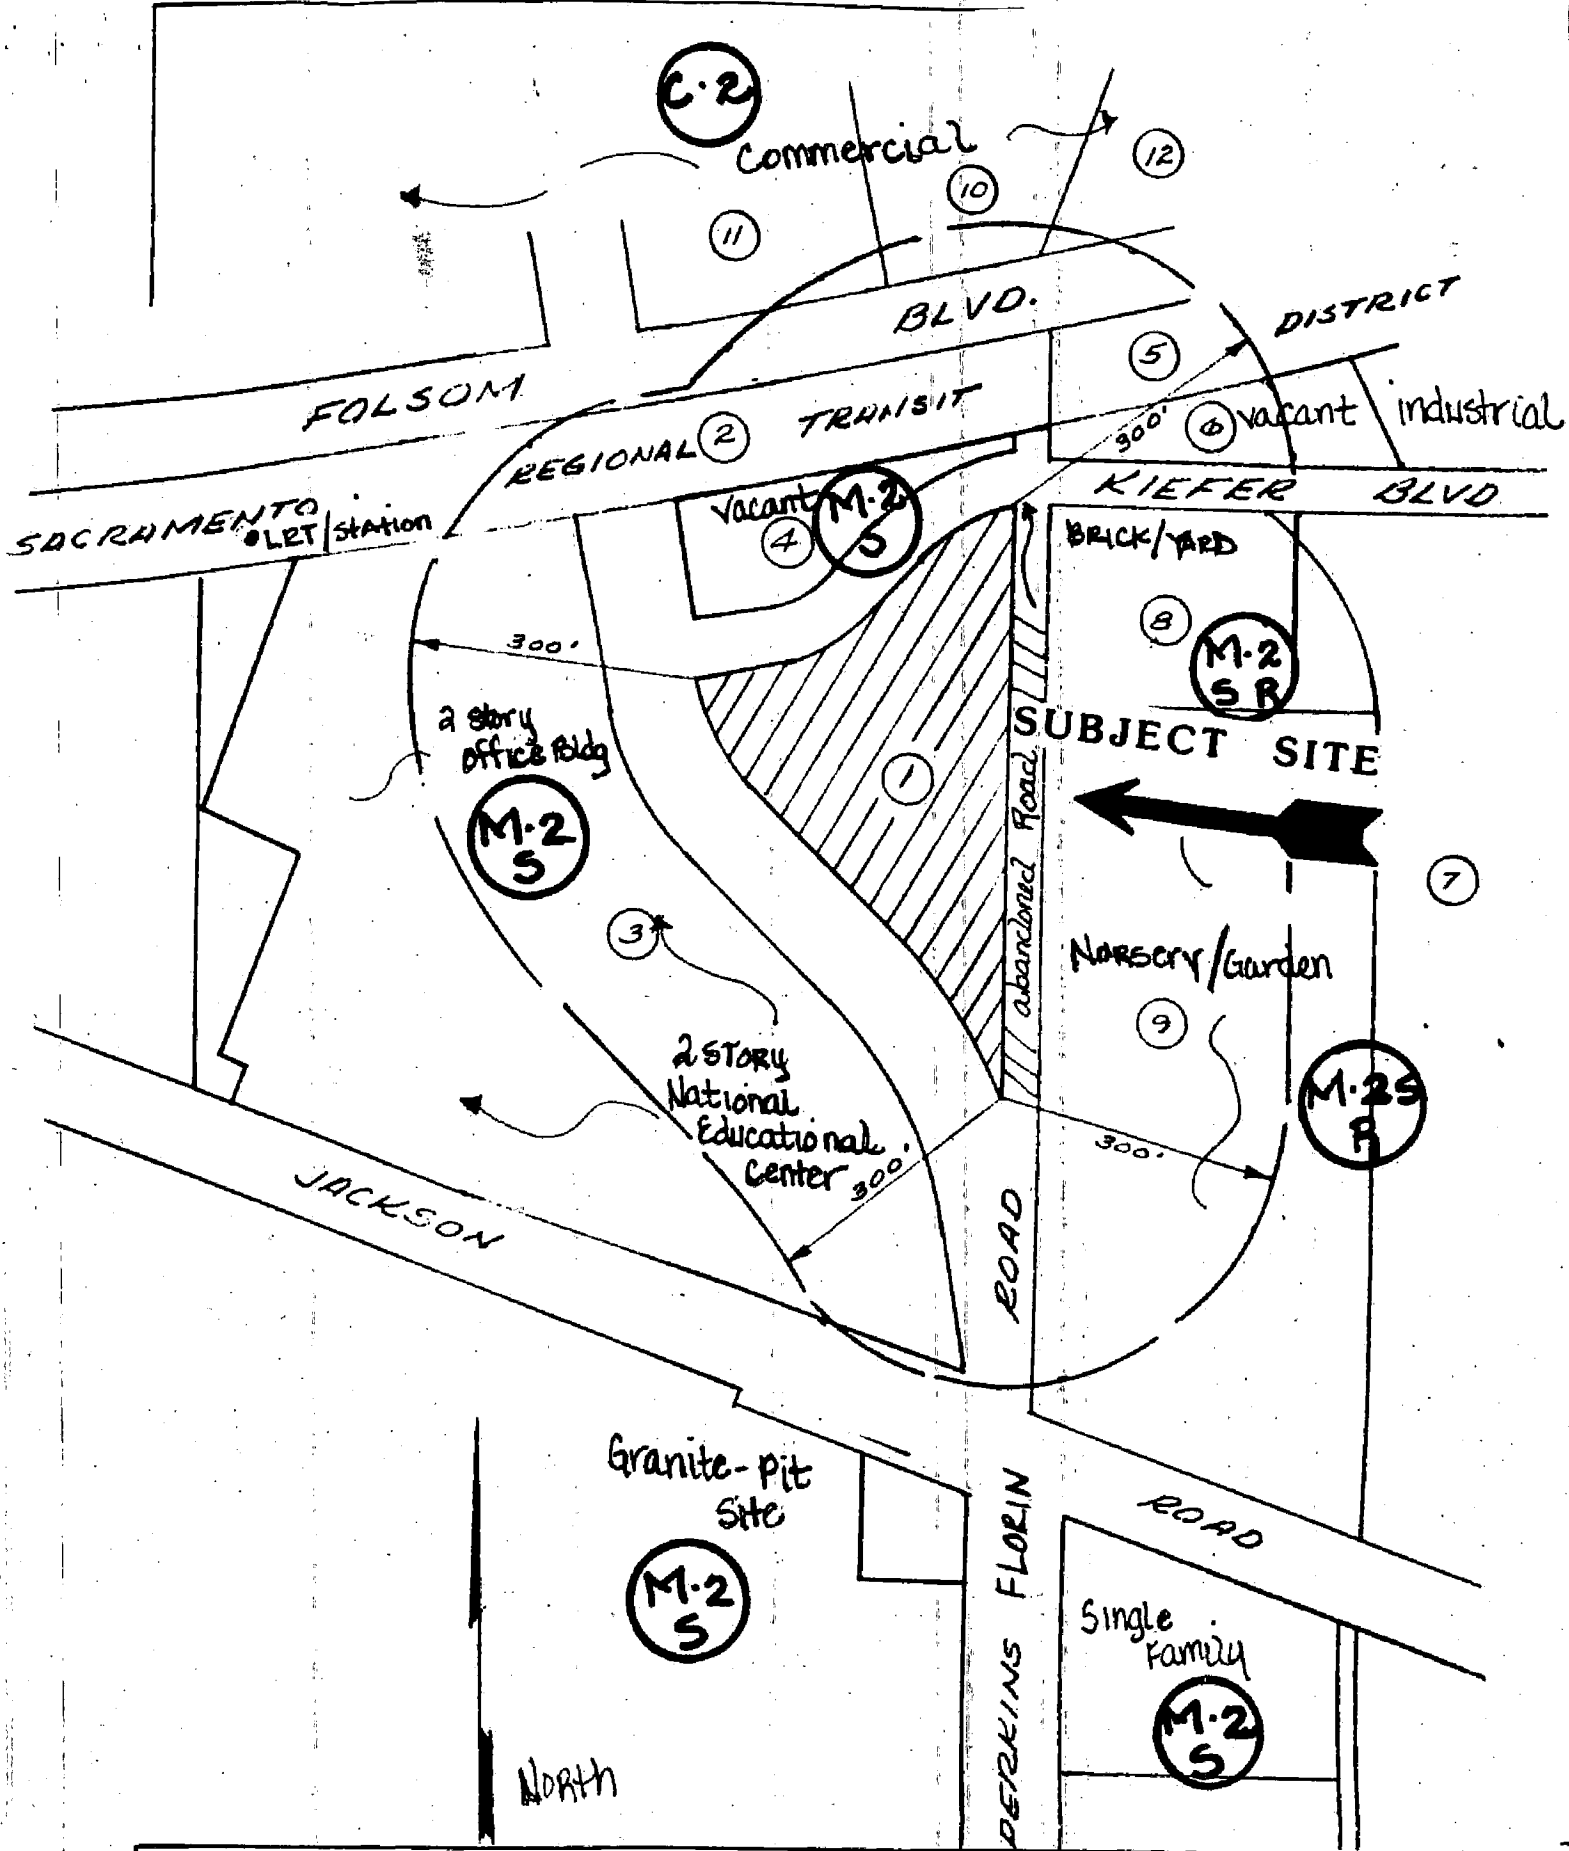 C-2
Commercial
12
10
11
BLVD.
DISTRICT
5
FOLSOM
TRANSIT
REGIONAL
2
300'
6
vacant
industrial
KIEFER BLVD
SACRAMENTO
LRT/Station
vacant
4
M-2
S
BRICK/YARD
8
M-2
S R
300'
2 story
office Bldg
M-2
S
SUBJECT SITE
1
abandoned Road
7
3
Norsery/Garden
9
2 STORY
National
Educational
Center
300'
300'
M-2S
R
JACKSON
ROAD
Granite-Pit
Site
M-2
S
ROAD
PERKINS FLORIN
Single
Family
M-2
S
North